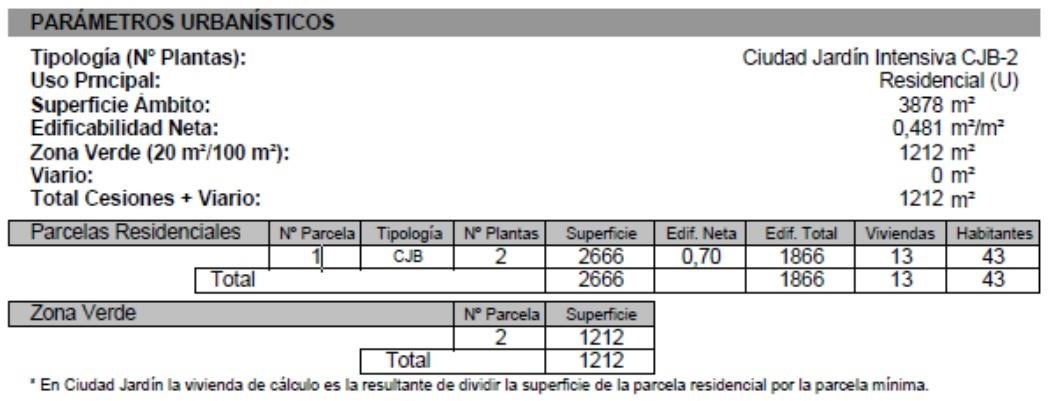 PARÁMETROS URBANÍSTICOS
Tipología (Nº Plantas): Ciudad Jardín Intensiva CJB-2
Uso Prncipal: Residencial (U)
Superficie Ámbito: 3878 m²
Edificabilidad Neta: 0,481 m²/m²
Zona Verde (20 m²/100 m²): 1212 m²
Viario: 0 m²
Total Cesiones + Viario: 1212 m²
Parcelas Residenciales Nº Parcela Tipología Nº Plantas Superficie Edif. Neta Edif. Total Viviendas Habitantes
1 CJB 2 2666 0,70 1866 13 43
Total 2666 1866 13 43
Zona Verde Nº Parcela Superficie
2 1212
Total 1212
* En Ciudad Jardín la vivienda de cálculo es la resultante de dividir la superficie de la parcela residencial por la parcela mínima.